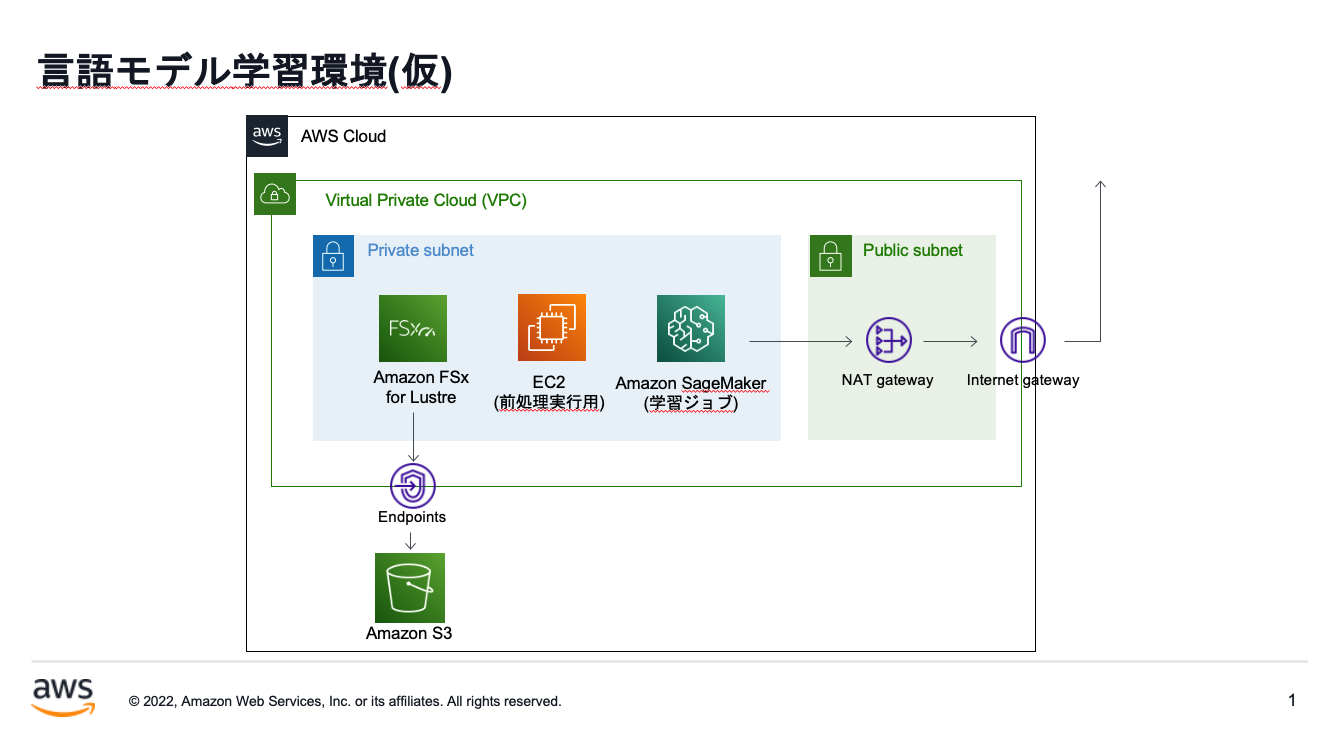 言語モデル学習環境(仮)
aws
AWS Cloud
Virtual Private Cloud (VPC)
Private subnet
Public subnet
FSx
Amazon FSx
for Lustre
EC2
(前処理実行用)
Amazon SageMaker
(学習ジョブ)
NAT gateway
Internet gateway
Endpoints
Amazon S3
aws
© 2022, Amazon Web Services, Inc. or its affiliates. All rights reserved.
1